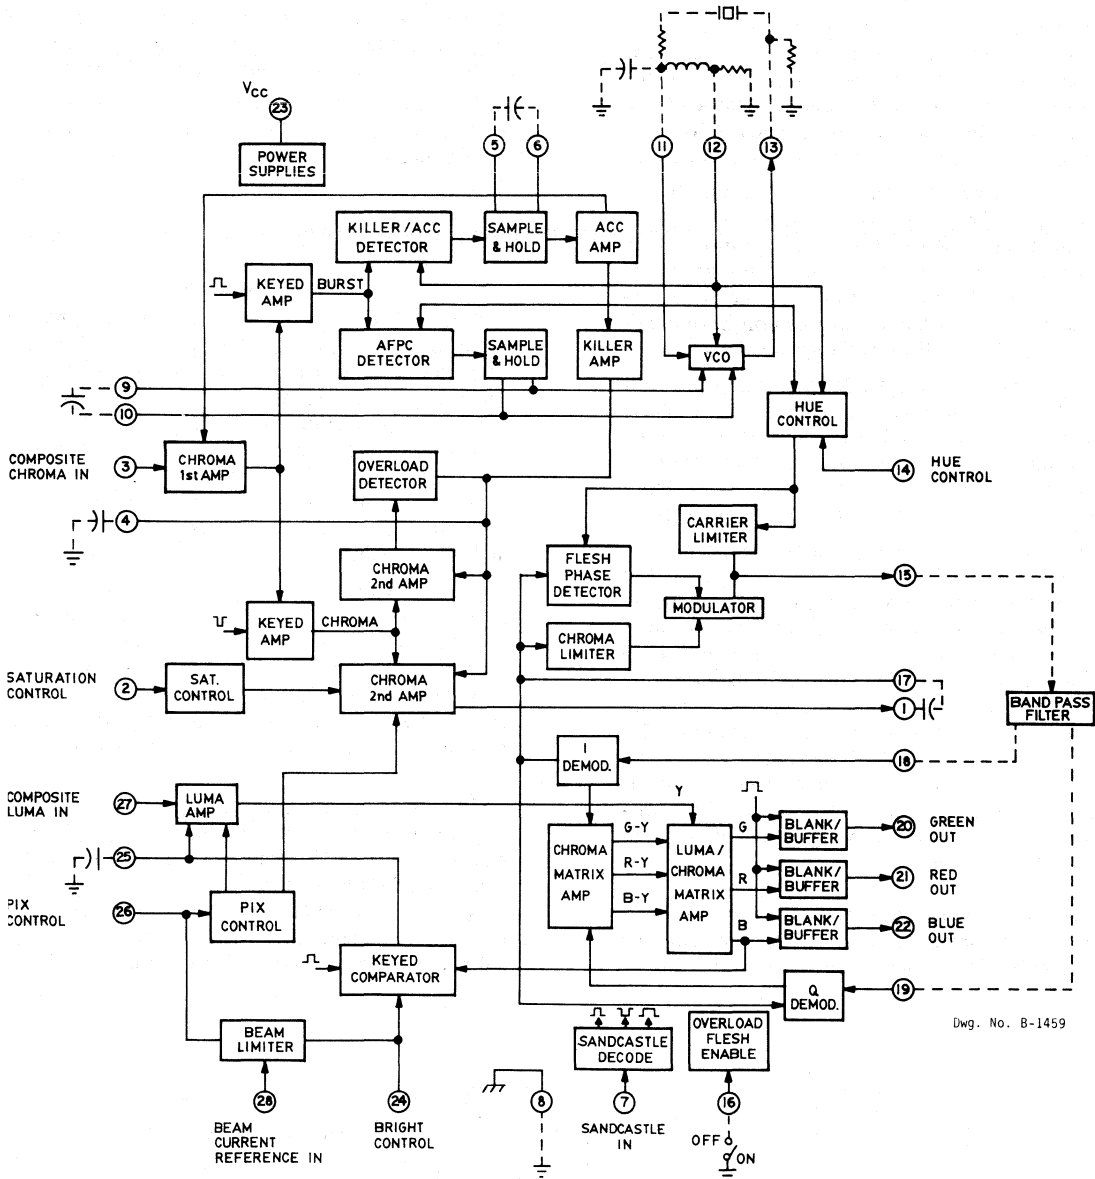 VCC
23
POWER
SUPPLIES
5
6
11
12
13
KILLER/ACC
DETECTOR
SAMPLE
& HOLD
ACC
AMP
KEYED
AMP
BURST
AFPC
DETECTOR
SAMPLE
& HOLD
KILLER
AMP
VCO
9
10
HUE
CONTROL
COMPOSITE
CHROMA IN
3
CHROMA
1st AMP
OVERLOAD
DETECTOR
14
HUE
CONTROL
4
CARRIER
LIMITER
CHROMA
2nd AMP
FLESH
PHASE
DETECTOR
15
MODULATOR
KEYED
AMP
CHROMA
CHROMA
LIMITER
SATURATION
CONTROL
2
SAT.
CONTROL
CHROMA
2nd AMP
17
1
BAND PASS
FILTER
I
DEMOD.
18
COMPOSITE
LUMA IN
27
LUMA
AMP
Y
25
G-Y
R-Y
B-Y
CHROMA
MATRIX
AMP
LUMA/
CHROMA
MATRIX
AMP
G
R
B
BLANK/
BUFFER
20
GREEN
OUT
BLANK/
BUFFER
21
RED
OUT
BLANK/
BUFFER
22
BLUE
OUT
PIX
CONTROL
26
PIX
CONTROL
KEYED
COMPARATOR
Q
DEMOD.
19
BEAM
LIMITER
SANDCASTLE
DECODE
OVERLOAD
FLESH
ENABLE
Dwg. No. B-1459
28
24
8
7
16
BEAM
CURRENT
REFERENCE IN
BRIGHT
CONTROL
SANDCASTLE
IN
OFF
ON